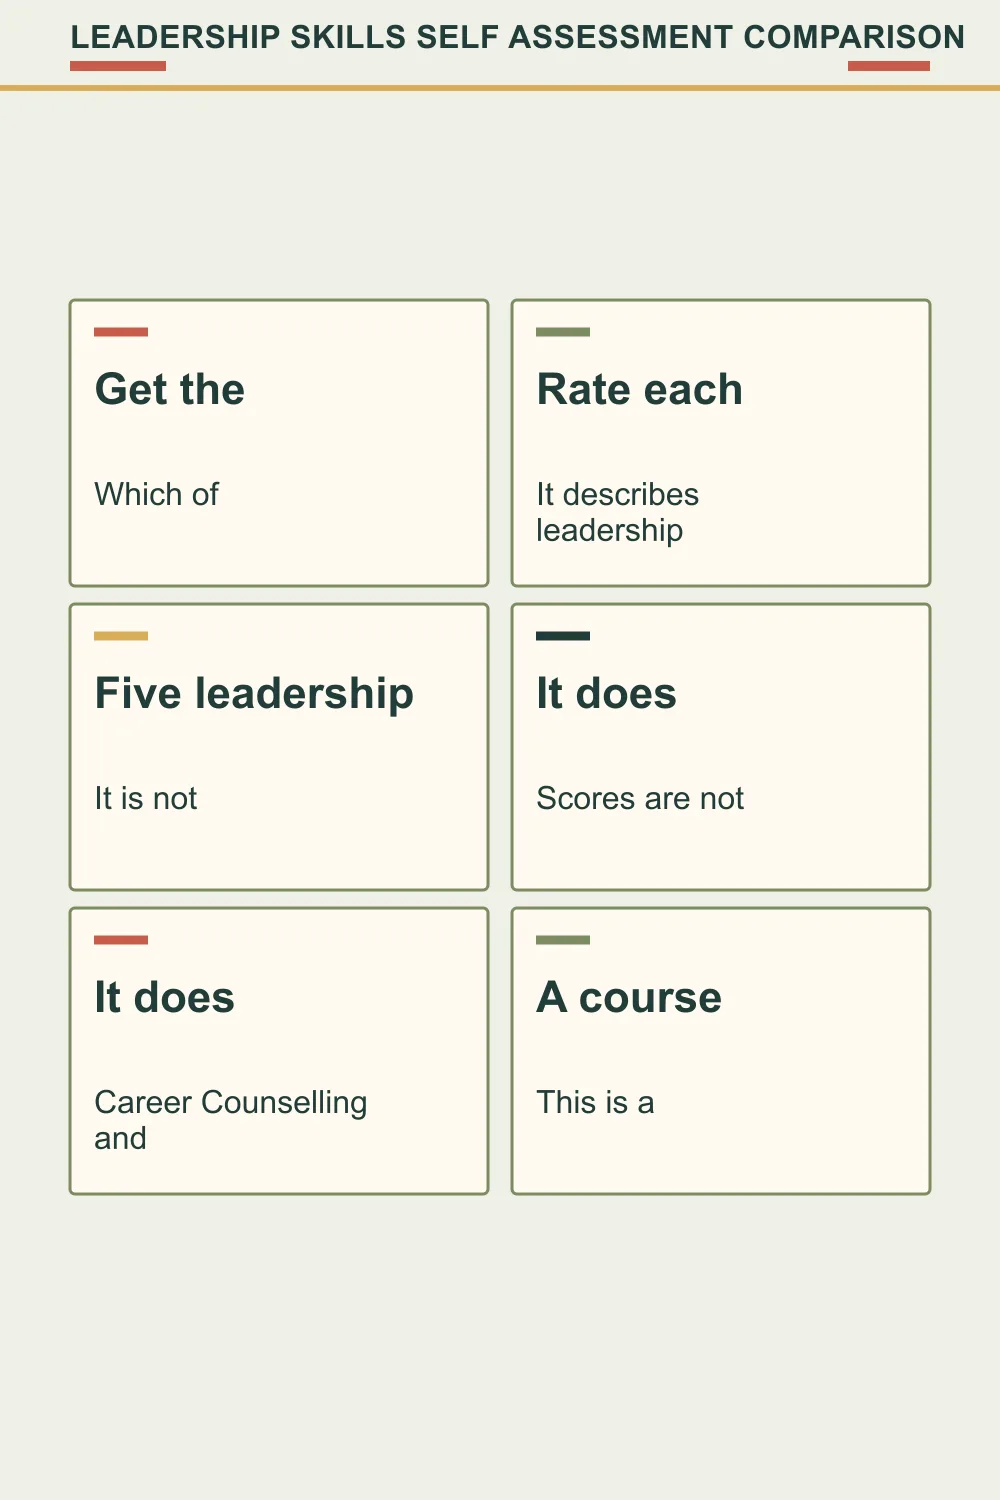 LEADERSHIP SKILLS SELF ASSESSMENT COMPARISON
Get the
Which of
Rate each
It describes
leadership
Five leadership
It is not
It does
Scores are not
It does
Career Counselling
and
A course
This is a